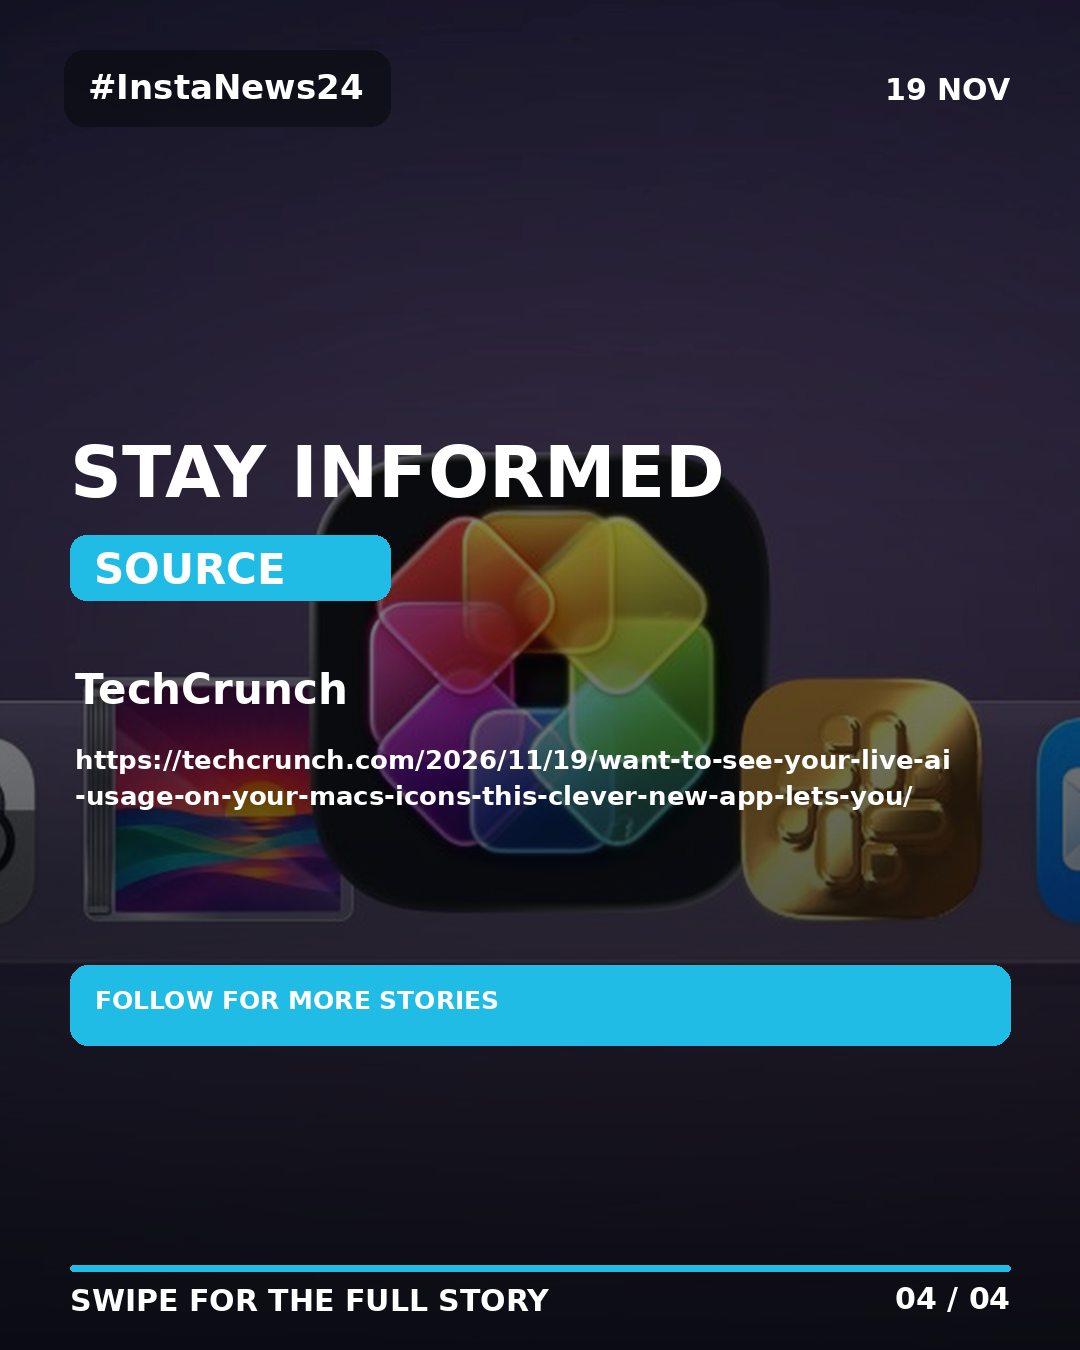 #InstaNews24
19 NOV
STAY INFORMED
SOURCE
TechCrunch
https://techcrunch.com/2026/11/19/want-to-see-your-live-ai
-usage-on-your-macs-icons-this-clever-new-app-lets-you/
FOLLOW FOR MORE STORIES
SWIPE FOR THE FULL STORY
04 / 04